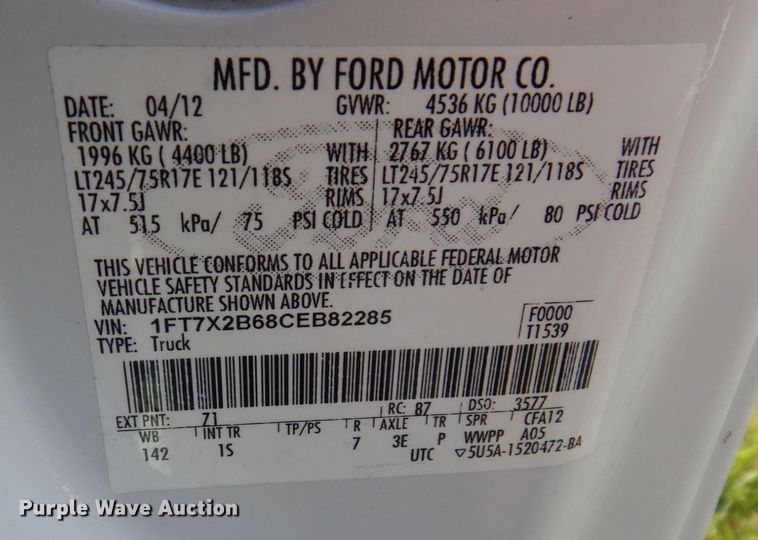 MFD. BY FORD MOTOR CO.
DATE: 04/12 GVWR: 4536 KG (10000 LB)
FRONT GAWR: REAR GAWR:
1996 KG ( 4400 LB) WITH 2767 KG ( 6100 LB) WITH
LT245/75R17E 121/118S TIRES LT245/75R17E 121/118S TIRES
17x7.5J RIMS 17x7.5J RIMS
AT 515 kPa/ 75 PSI COLD AT 550 kPa/ 80 PSI COLD
THIS VEHICLE CONFORMS TO ALL APPLICABLE FEDERAL MOTOR
VEHICLE SAFETY STANDARDS IN EFFECT ON THE DATE OF
MANUFACTURE SHOWN ABOVE.
VIN: 1FT7X2B68CEB82285 F0000
TYPE: Truck T1539
EXT PNT: 71 RC: 87 DSO: 3577
WB INT TR TP/PS R AXLE TR SPR CFA12
142 1S 7 3E P WWPP A05
UTC ▽5U5A-1520472-BA
Purple Wave Auction